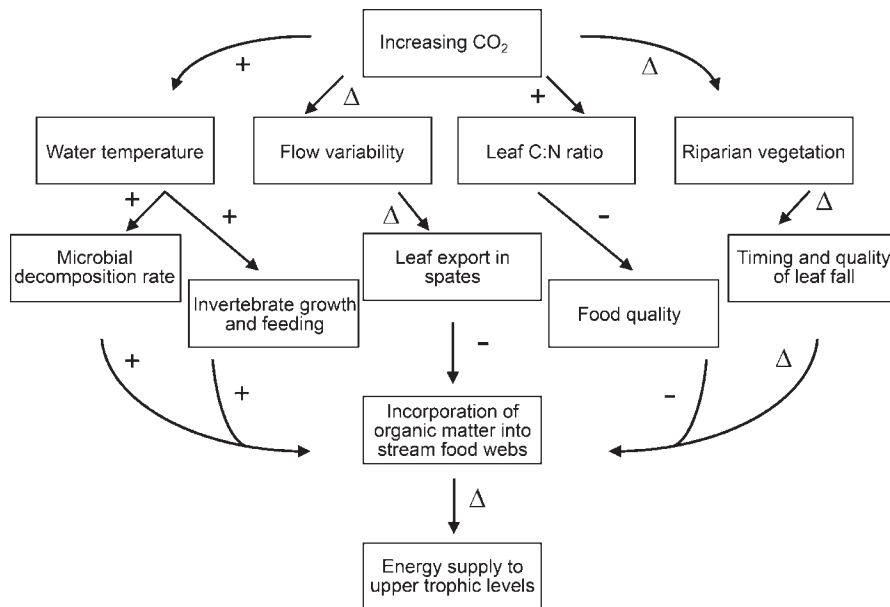 Increasing CO₂
+
Δ
+
Δ
Water temperature
Flow variability
Leaf C:N ratio
Riparian vegetation
+
+
Δ
-
Δ
Microbial
decomposition rate
Invertebrate growth
and feeding
Leaf export in
spates
Food quality
Timing and quality
of leaf fall
+
+
-
-
Δ
Incorporation of
organic matter into
stream food webs
Δ
Energy supply to
upper trophic levels